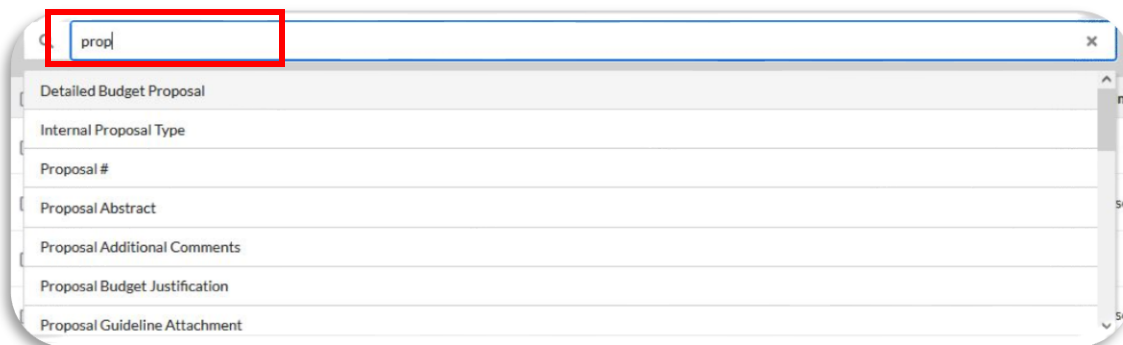 prop
Detailed Budget Proposal
Internal Proposal Type
Proposal #
Proposal Abstract
Proposal Additional Comments
Proposal Budget Justification
Proposal Guideline Attachment